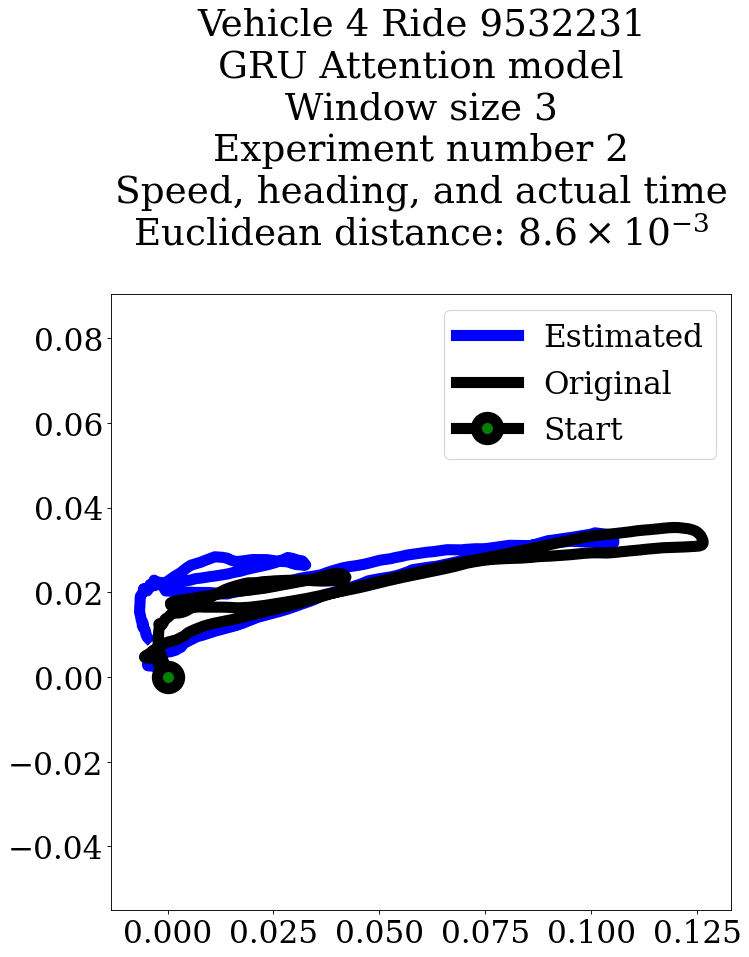 Vehicle 4 Ride 9532231
GRU Attention model
Window size 3
Experiment number 2
Speed, heading, and actual time
Euclidean distance: 8.6 × 10⁻³
Estimated
Original
Start
0.08
0.06
0.04
0.02
0.00
−0.02
−0.04
0.000 0.025 0.050 0.075 0.100 0.125